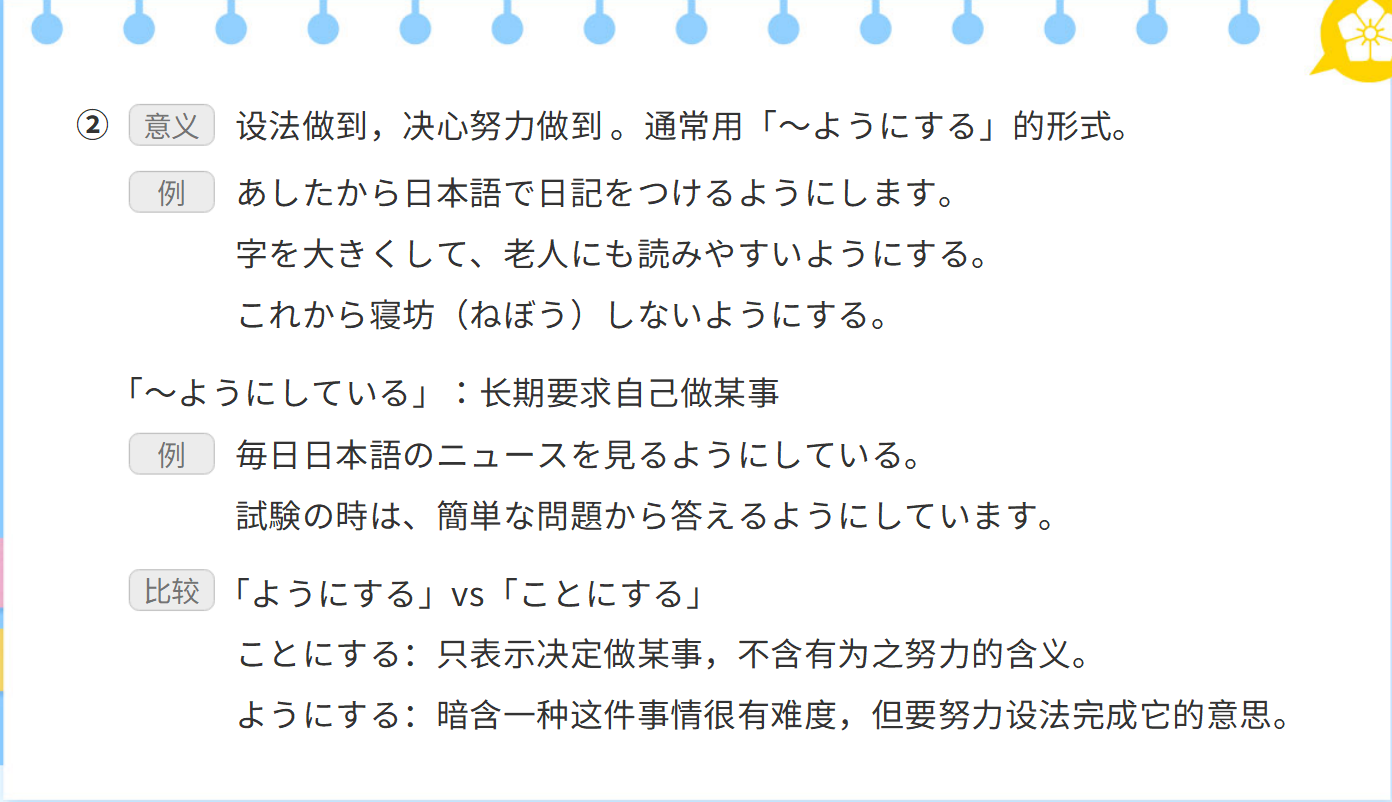 ② 意义 设法做到，决心努力做到 。通常用「～ようにする」的形式。
例 あしたから日本語で日記をつけるようにします。
字を大きくして、老人にも読みやすいようにする。
これから寝坊（ねぼう）しないようにする。
「～ようにしている」：长期要求自己做某事
例 毎日日本語のニュースを見るようにしている。
試験の時は、簡単な問題から答えるようにしています。
比较 「ようにする」vs「ことにする」
ことにする：只表示决定做某事，不含有为之努力的含义。
ようにする：暗含一种这件事情很有难度，但要努力设法完成它的意思。